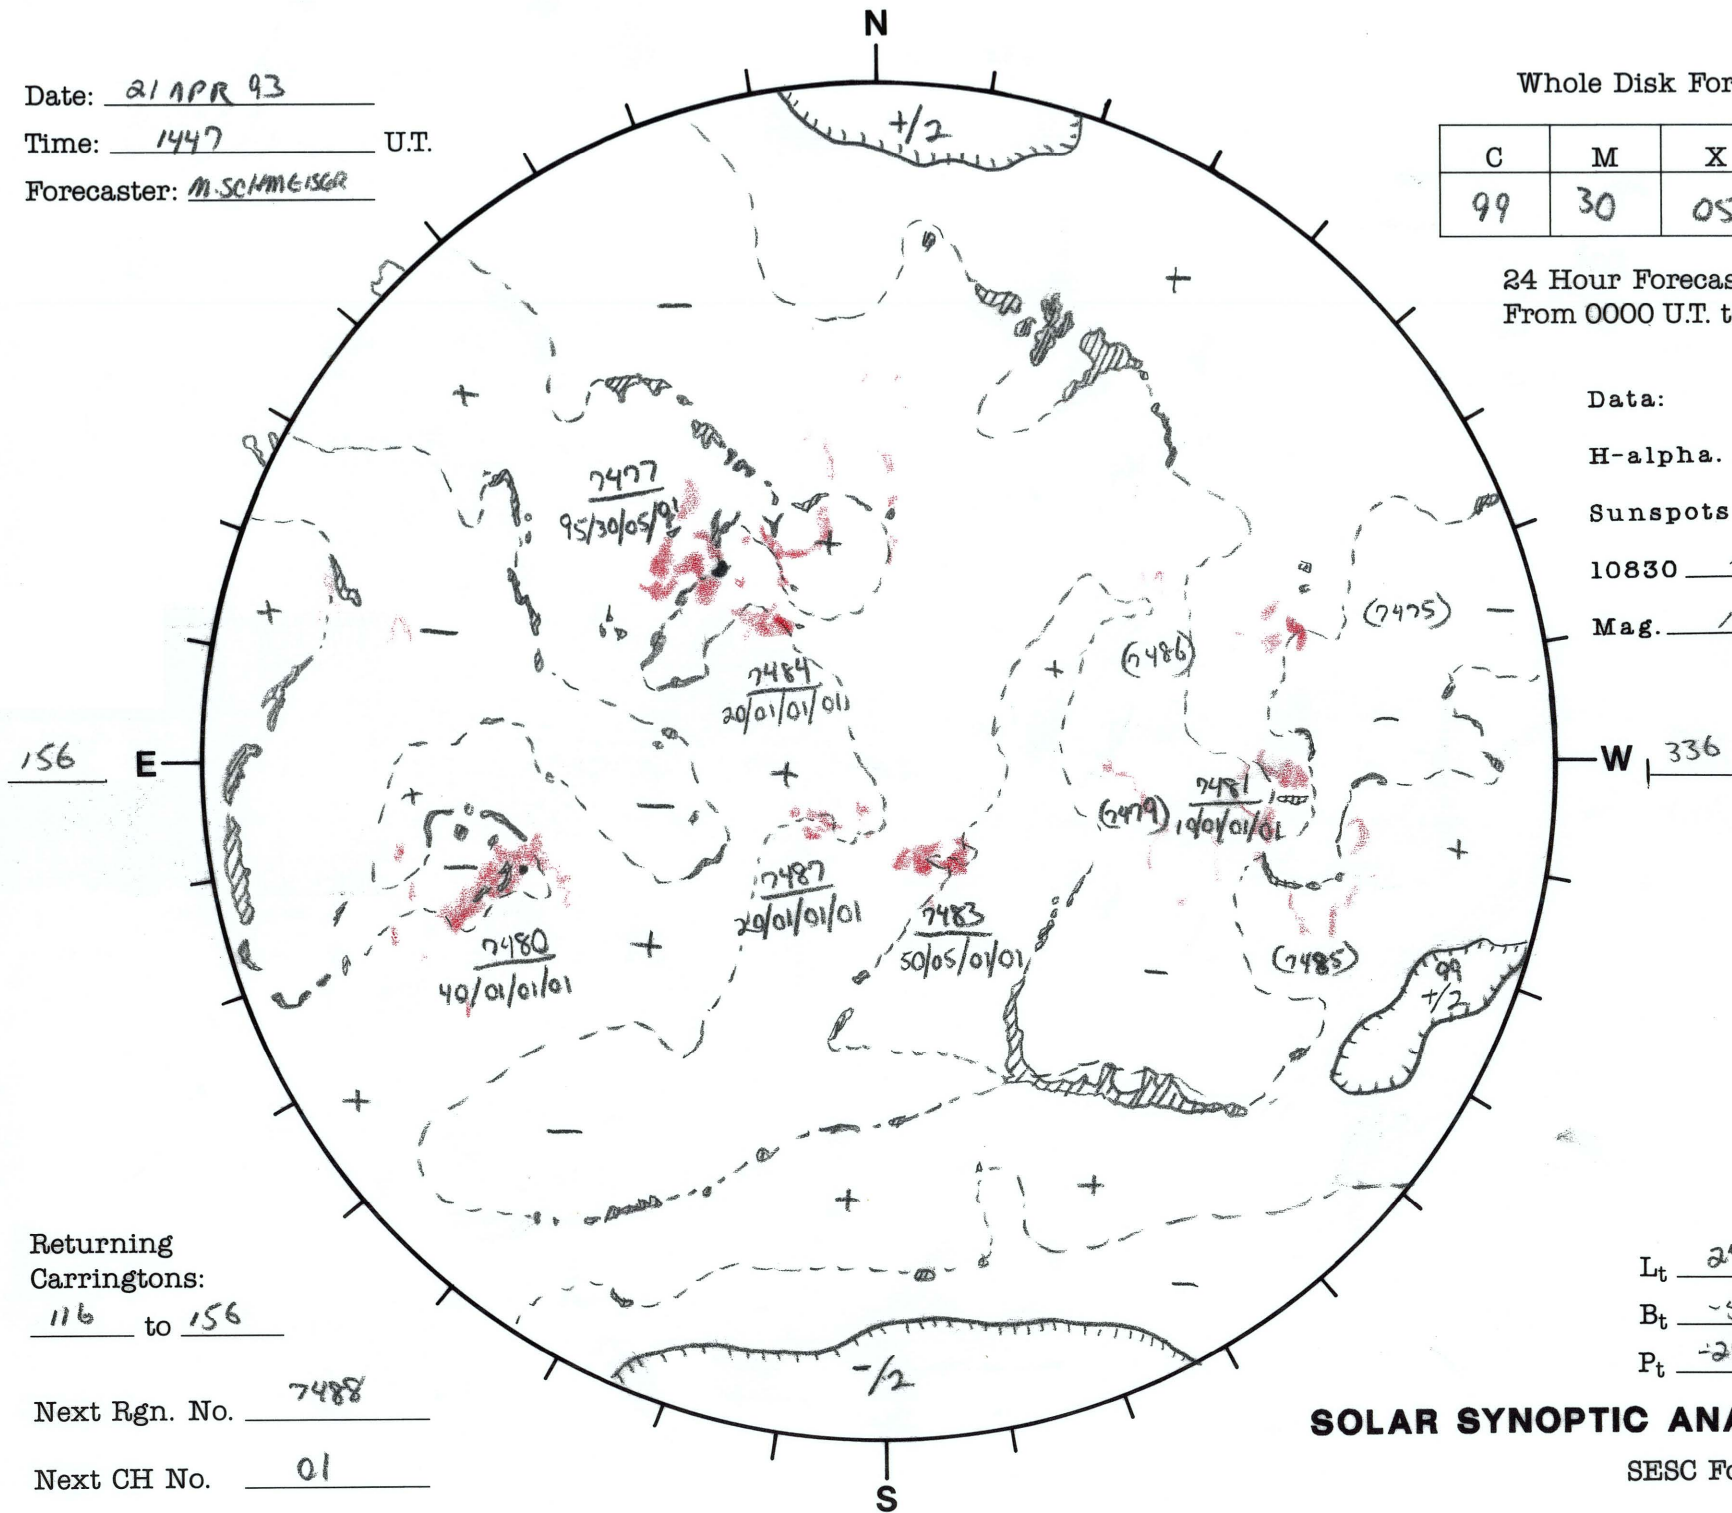 N
Date: 21 APR 93
Time: 1447 U.T.
Forecaster: M. SCHMEISER
Whole Disk For
C M X
99 30 05
24 Hour Forecas
From 0000 U.T. t
Data:
H-alpha.
Sunspots
10830
Mag.
+/2
+
-
+
7477
95/30/05/01
+
+
-
(7475)
-
(7486)
+
7484
20/01/01/01
156 E
W 336
-
+
+
-
7481
10/01/01/01
(7479)
+
-
7487
20/01/01/01
7483
50/05/01/01
7480
40/01/01/01
+
-
(7485)
99
+/2
+
-
+
+
-
-/2
Returning
Carringtons:
116 to 156
Next Rgn. No. 7488
Next CH No. 01
Lt
Bt
Pt
SOLAR SYNOPTIC ANA
SESC Fo
S